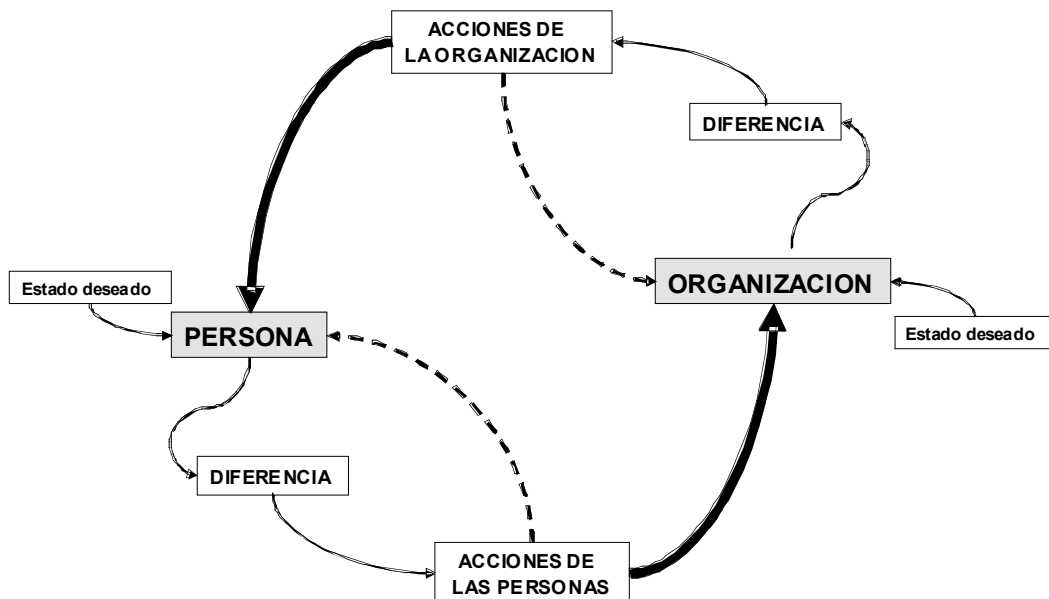 ACCIONES DE
LA ORGANIZACION
DIFERENCIA
ORGANIZACION
Estado deseado
Estado deseado
PERSONA
DIFERENCIA
ACCIONES DE
LAS PERSONAS